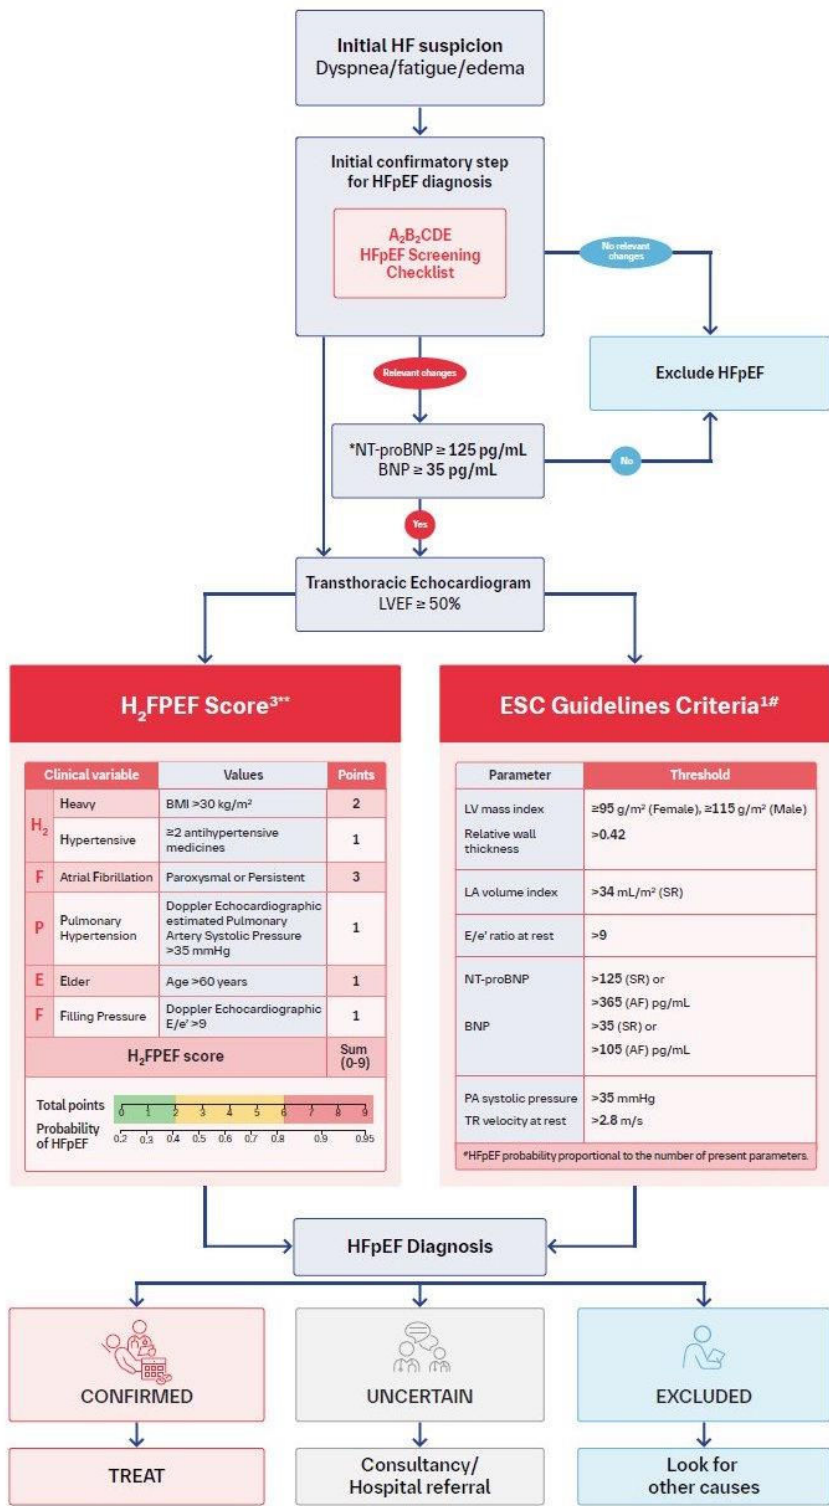 Initial HF suspicion
Dyspnea/fatigue/edema
Initial confirmatory step
for HFpEF diagnosis
A₂B₂CDE
HFpEF Screening
Checklist
No relevant
changes
Relevant changes
Exclude HFpEF
*NT-proBNP ≥ 125 pg/mL
BNP ≥ 35 pg/mL
No
Yes
Transthoracic Echocardiogram
LVEF ≥ 50%
H₂FPEF Score³**
Clinical variable Values Points
H₂ Heavy BMI >30 kg/m² 2
Hypertensive ≥2 antihypertensive
medicines 1
F Atrial Fibrillation Paroxysmal or Persistent 3
P Pulmonary
Hypertension Doppler Echocardiographic
estimated Pulmonary
Artery Systolic Pressure
>35 mmHg 1
E Elder Age >60 years 1
F Filling Pressure Doppler Echocardiographic
E/e' >9 1
H₂FPEF score Sum
(0-9)
Total points 0 1 2 3 4 5 6 7 8 9
Probability
of HFpEF 0.2 0.3 0.4 0.5 0.6 0.7 0.8 0.9 0.95
ESC Guidelines Criteria¹#
Parameter Threshold
LV mass index ≥95 g/m² (Female), ≥115 g/m² (Male)
Relative wall
thickness >0.42
LA volume index >34 mL/m² (SR)
E/e' ratio at rest >9
NT-proBNP >125 (SR) or
>365 (AF) pg/mL
BNP >35 (SR) or
>105 (AF) pg/mL
PA systolic pressure >35 mmHg
TR velocity at rest >2.8 m/s
#HFpEF probability proportional to the number of present parameters.
HFpEF Diagnosis
CONFIRMED
UNCERTAIN
EXCLUDED
TREAT
Consultancy/
Hospital referral
Look for
other causes